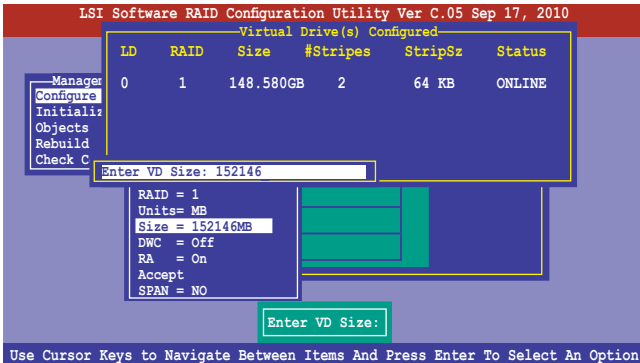 LSI Software RAID Configuration Utility Ver C.05 Sep 17, 2010
Virtual Drive(s) Configured
LD RAID Size #Stripes StripSz Status
0 1 148.580GB 2 64 KB ONLINE
Managem
Configure
Initializ
Objects
Rebuild
Check C
Enter VD Size: 152146
RAID = 1
Units= MB
Size = 152146MB
DWC = Off
RA = On
Accept
SPAN = NO
Enter VD Size:
Use Cursor Keys to Navigate Between Items And Press Enter To Select An Option